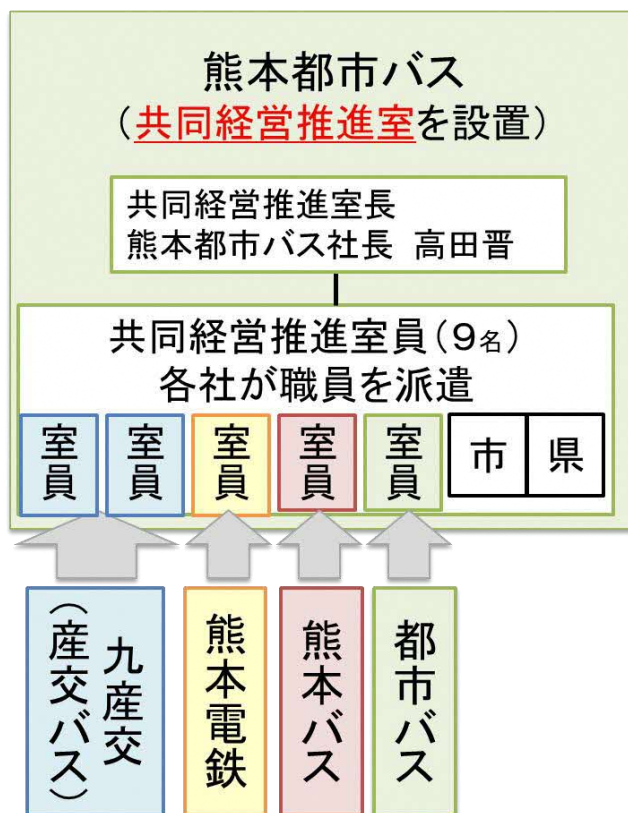 熊本都市バス
（共同経営推進室を設置）
共同経営推進室長
熊本都市バス社長 高田晋
共同経営推進室員（９名）
各社が職員を派遣
室員
室員
室員
室員
室員
市
県
九産交
（産交バス）
熊本電鉄
熊本バス
都市バス